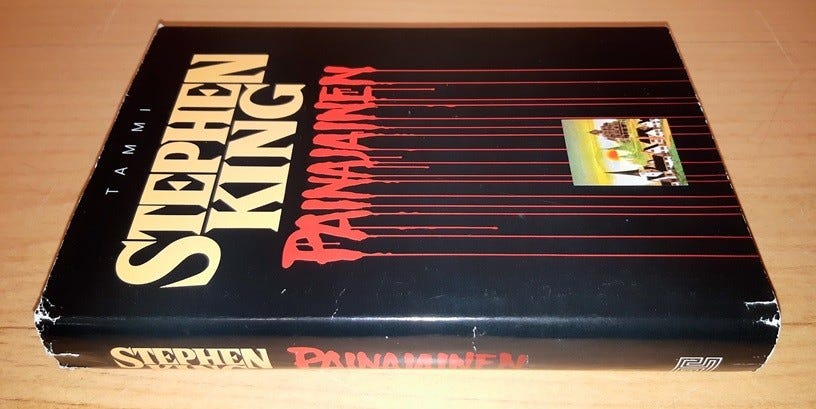 TAMMI
STEPHEN
KING
PAINAJAINEN
STEPHEN
KING
PAINAJAINEN